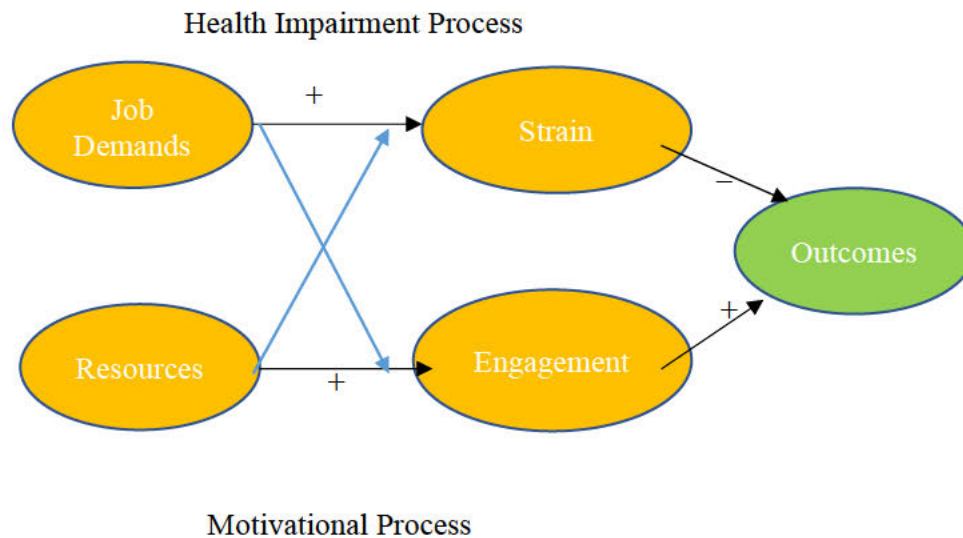 Health Impairment Process
Job
Demands
+
Strain
−
Outcomes
Resources
+
Engagement
+
Motivational Process